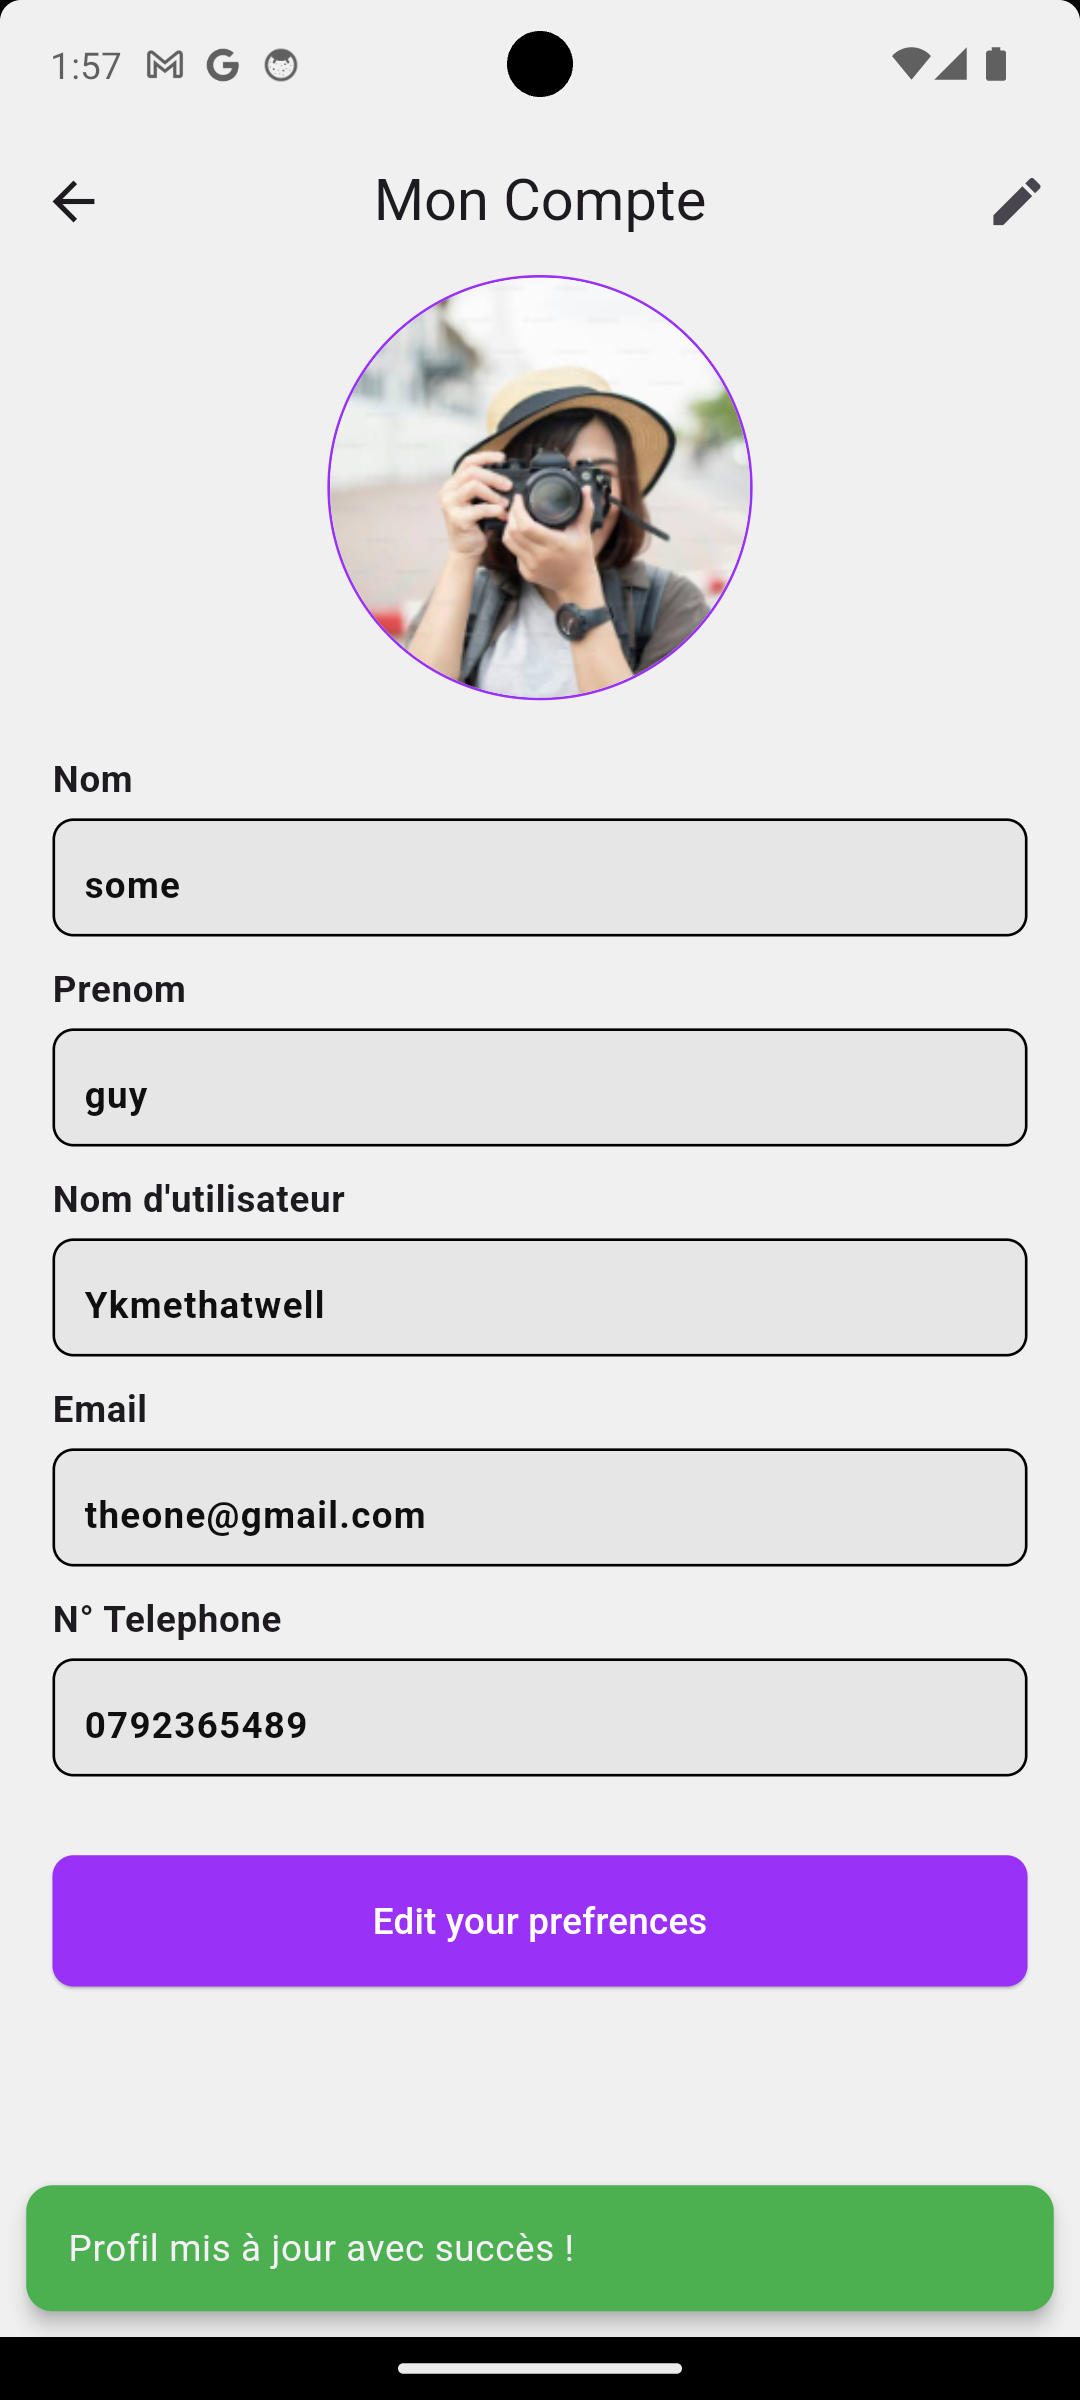 1:57
Mon Compte
Nom
some
Prenom
guy
Nom d'utilisateur
Ykmethatwell
Email
theone@gmail.com
N° Telephone
0792365489
Edit your prefrences
Profil mis à jour avec succès !